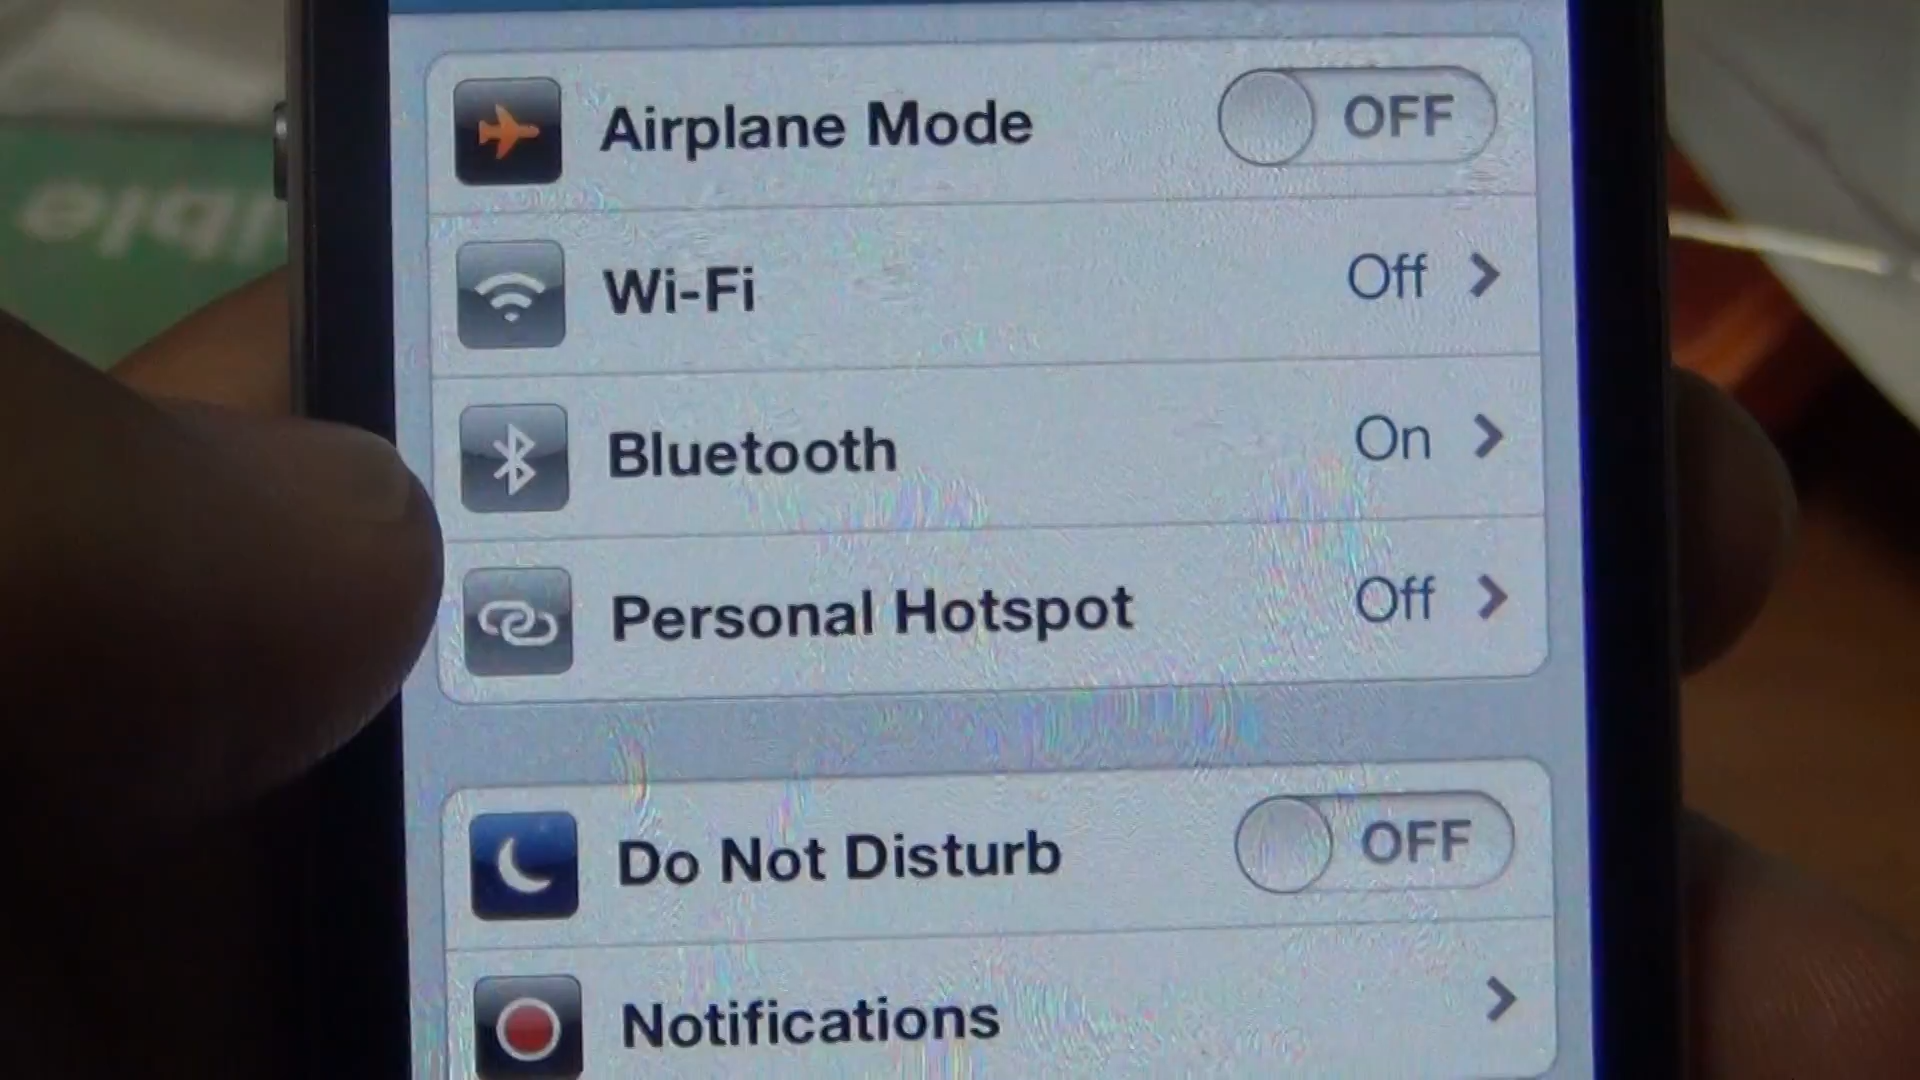 Airplane Mode OFF
Wi-Fi Off
Bluetooth On
Personal Hotspot Off
Do Not Disturb OFF
Notifications